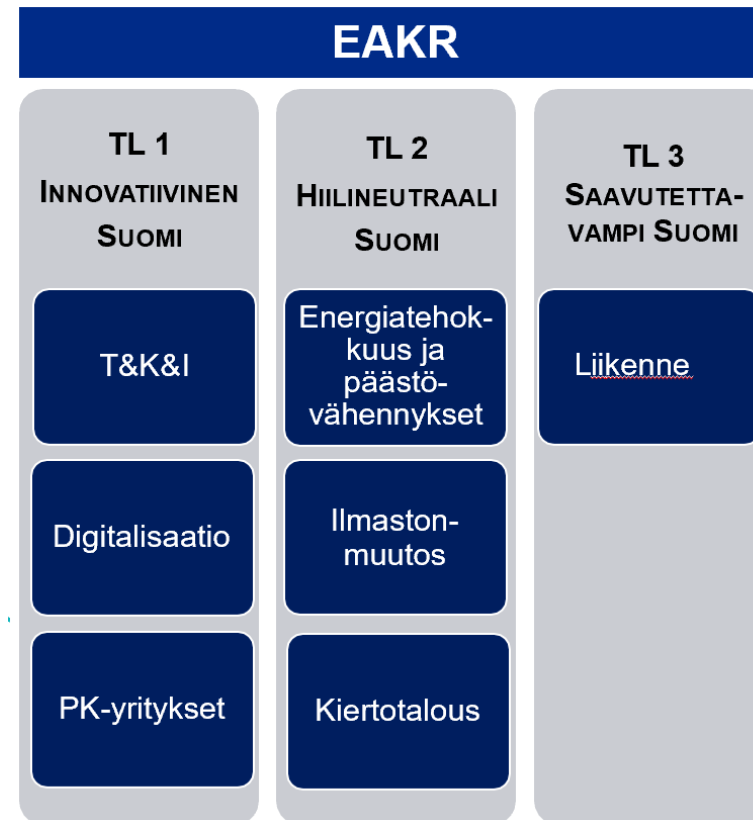 EAKR
TL 1
INNOVATIIVINEN
SUOMI
T&K&I
Digitalisaatio
PK-yritykset
TL 2
HIILINEUTRAALI
SUOMI
Energiatehok-
kuus ja
päästö-
vähennykset
Ilmaston-
muutos
Kiertotalous
TL 3
SAAVUTETTA-
VAMPI SUOMI
Liikenne